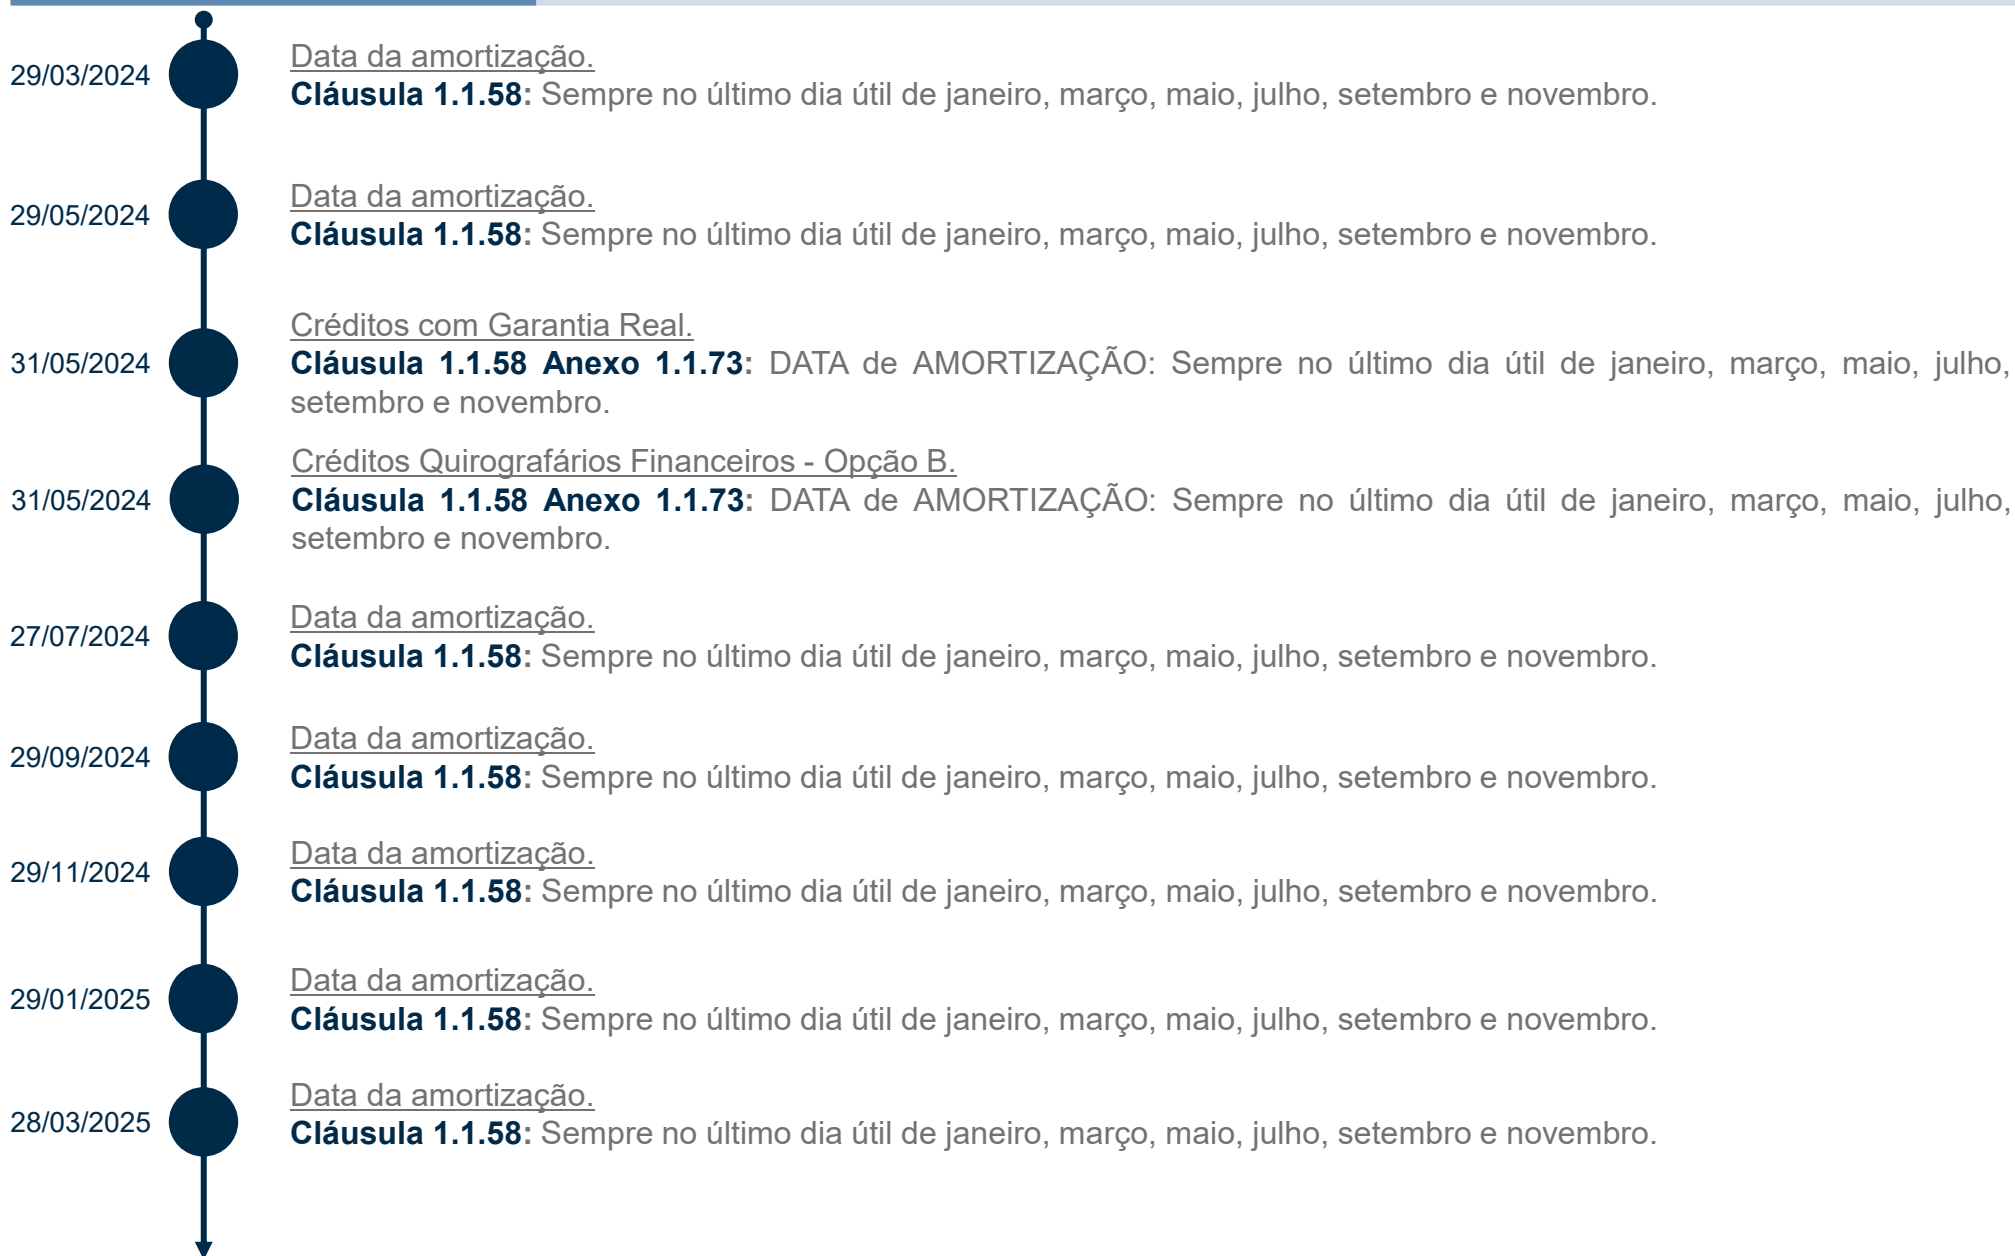 29/03/2024
Data da amortização.
Cláusula 1.1.58: Sempre no último dia útil de janeiro, março, maio, julho, setembro e novembro.
29/05/2024
Data da amortização.
Cláusula 1.1.58: Sempre no último dia útil de janeiro, março, maio, julho, setembro e novembro.
31/05/2024
Créditos com Garantia Real.
Cláusula 1.1.58 Anexo 1.1.73: DATA de AMORTIZAÇÃO: Sempre no último dia útil de janeiro, março, maio, julho,
setembro e novembro.
31/05/2024
Créditos Quirografários Financeiros - Opção B.
Cláusula 1.1.58 Anexo 1.1.73: DATA de AMORTIZAÇÃO: Sempre no último dia útil de janeiro, março, maio, julho,
setembro e novembro.
27/07/2024
Data da amortização.
Cláusula 1.1.58: Sempre no último dia útil de janeiro, março, maio, julho, setembro e novembro.
29/09/2024
Data da amortização.
Cláusula 1.1.58: Sempre no último dia útil de janeiro, março, maio, julho, setembro e novembro.
29/11/2024
Data da amortização.
Cláusula 1.1.58: Sempre no último dia útil de janeiro, março, maio, julho, setembro e novembro.
29/01/2025
Data da amortização.
Cláusula 1.1.58: Sempre no último dia útil de janeiro, março, maio, julho, setembro e novembro.
28/03/2025
Data da amortização.
Cláusula 1.1.58: Sempre no último dia útil de janeiro, março, maio, julho, setembro e novembro.